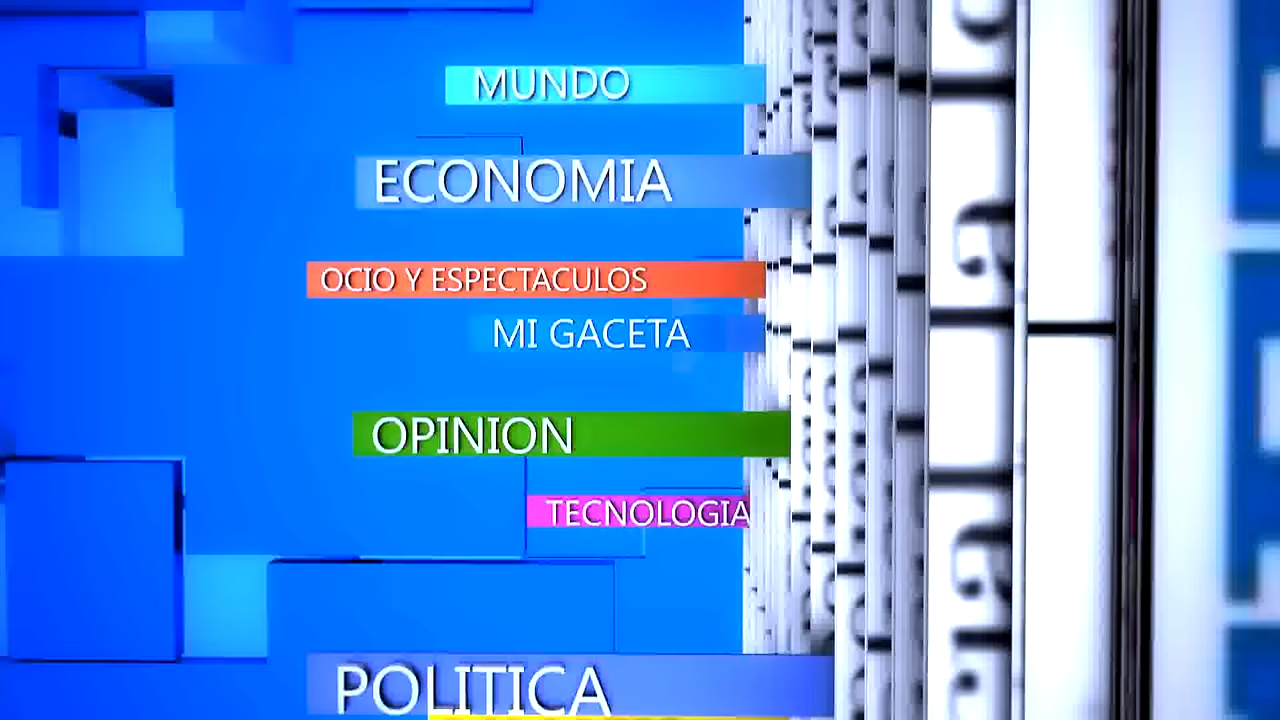 MUNDO
ECONOMIA
OCIO Y ESPECTACULOS
MI GACETA
OPINION
TECNOLOGIA
POLITICA